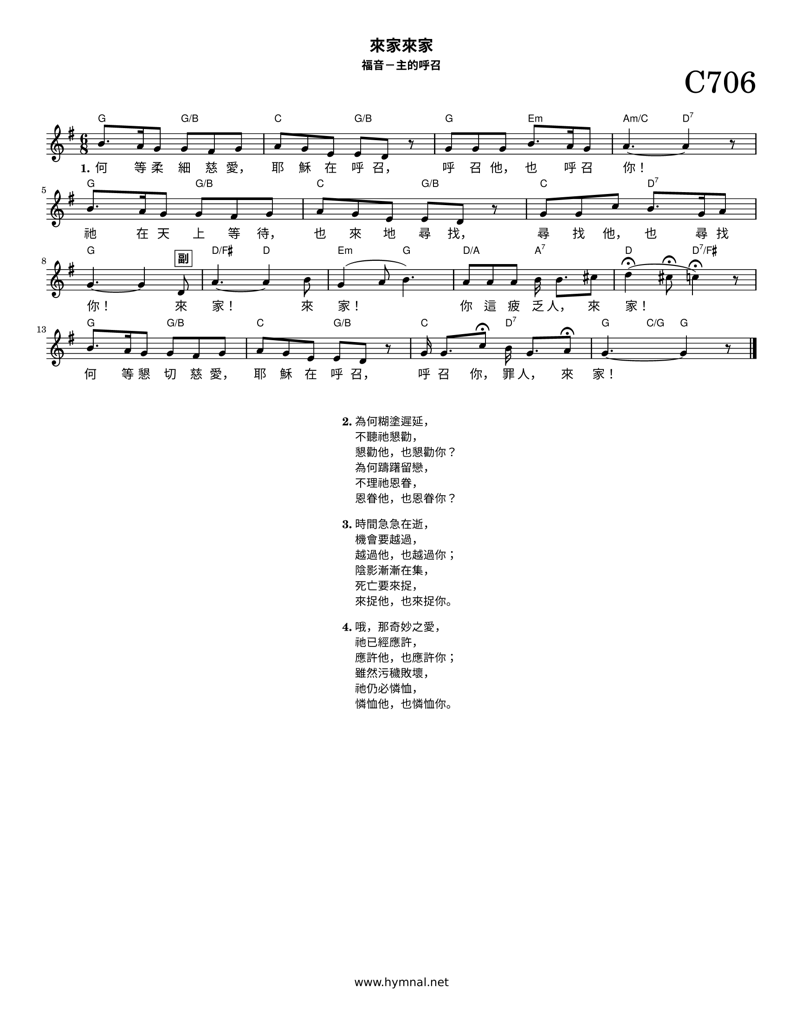 來家來家
福音－主的呼召
C706
G G/B C G/B G Em Am/C D7
1. 何 等柔 細 慈 愛， 耶 穌 在 呼 召， 呼 召 他，也 呼召 你！
5
G G/B C G/B C D7
祂 在天 上 等 待， 也 來 地 尋 找， 尋 找 他，也 尋找
8
G 副 D/F♯ D Em G D/A A7 D D7/F♯
你！ 來 家！ 來 家！ 你 這 疲 乏人， 來 家！
13
G G/B C G/B C D7 G C/G G
何 等懇 切 慈 愛， 耶 穌 在 呼 召， 呼 召 你，罪人， 來 家！
2. 為何糊塗遲延，
不聽祂懇勸，
懇勸他，也懇勸你？
為何躊躇留戀，
不理祂恩眷，
恩眷他，也恩眷你？
3. 時間急急在逝，
機會要越過，
越過他，也越過你；
陰影漸漸在集，
死亡要來捉，
來捉他，也來捉你。
4. 哦，那奇妙之愛，
祂已經應許，
應許他，也應許你；
雖然污穢敗壞，
祂仍必憐恤，
憐恤他，也憐恤你。
www.hymnal.net